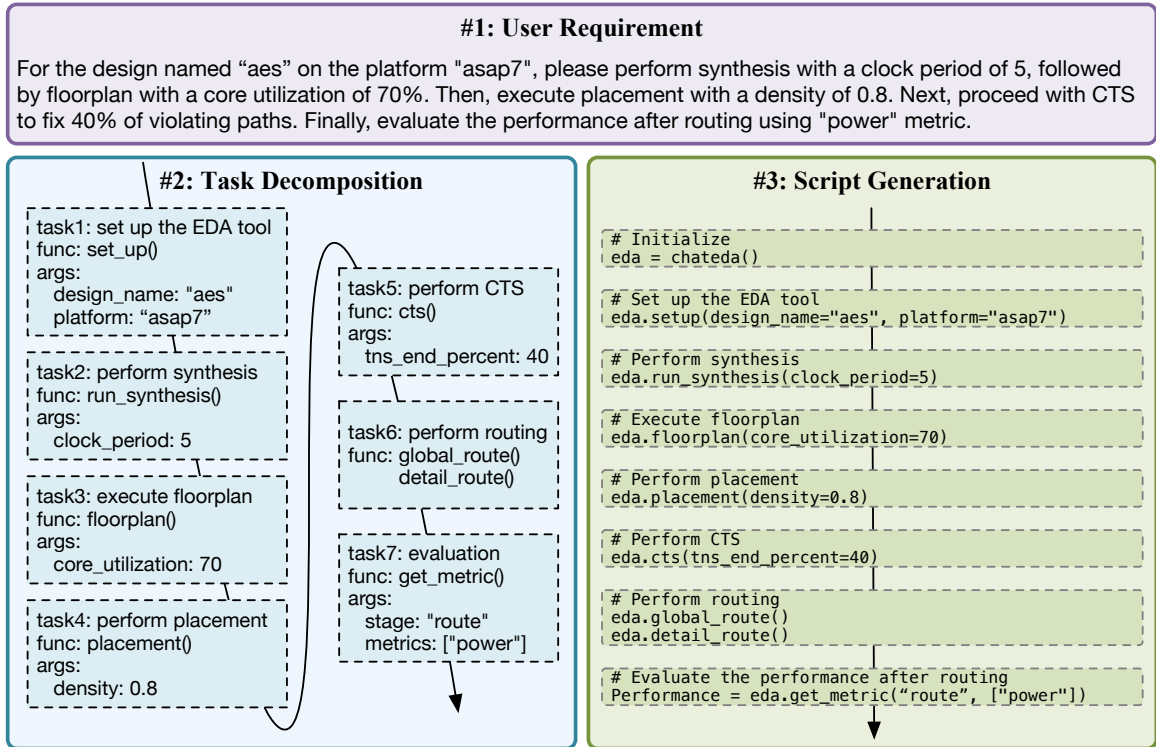 #1: User Requirement
For the design named “aes” on the platform "asap7", please perform synthesis with a clock period of 5, followed
by floorplan with a core utilization of 70%. Then, execute placement with a density of 0.8. Next, proceed with CTS
to fix 40% of violating paths. Finally, evaluate the performance after routing using "power" metric.
#2: Task Decomposition
task1: set up the EDA tool
func: set_up()
args:
design_name: "aes"
platform: “asap7”
task2: perform synthesis
func: run_synthesis()
args:
clock_period: 5
task3: execute floorplan
func: floorplan()
args:
core_utilization: 70
task4: perform placement
func: placement()
args:
density: 0.8
task5: perform CTS
func: cts()
args:
tns_end_percent: 40
task6: perform routing
func: global_route()
detail_route()
task7: evaluation
func: get_metric()
args:
stage: "route"
metrics: ["power"]
#3: Script Generation
# Initialize
eda = chateda()
# Set up the EDA tool
eda.setup(design_name="aes", platform="asap7")
# Perform synthesis
eda.run_synthesis(clock_period=5)
# Execute floorplan
eda.floorplan(core_utilization=70)
# Perform placement
eda.placement(density=0.8)
# Perform CTS
eda.cts(tns_end_percent=40)
# Perform routing
eda.global_route()
eda.detail_route()
# Evaluate the performance after routing
Performance = eda.get_metric(“route”, ["power"])